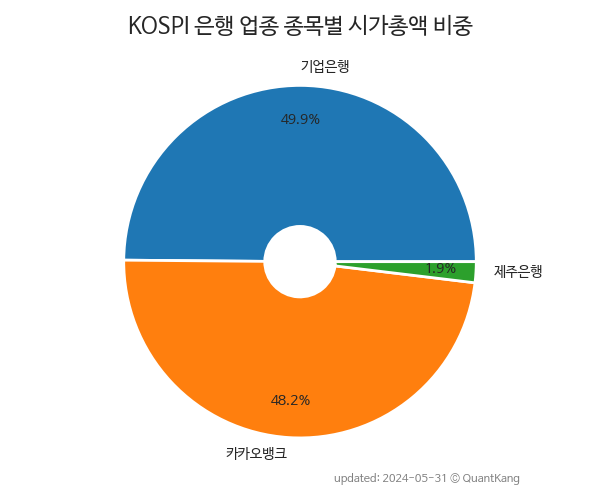 KOSPI 은행 업종 종목별 시가총액 비중
기업은행
49.9%
1.9%
제주은행
48.2%
카카오뱅크
updated: 2024-05-31 © QuantKang